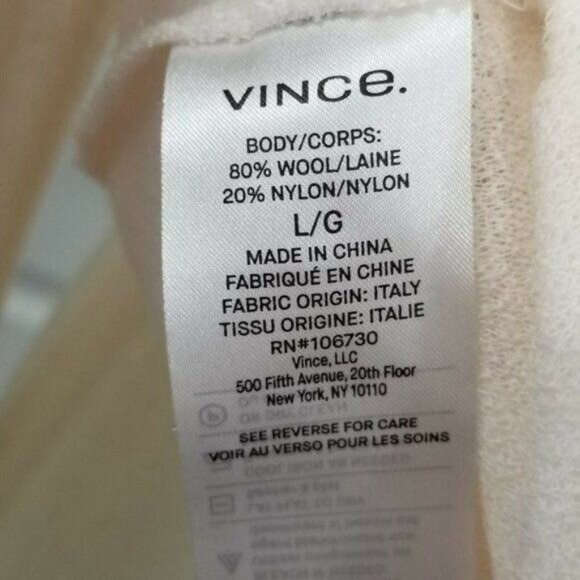 VINCe.
BODY/CORPS:
80% WOOL/LAINE
20% NYLON/NYLON
L/G
MADE IN CHINA
FABRIQUÉ EN CHINE
FABRIC ORIGIN: ITALY
TISSU ORIGINE: ITALIE
RN#106730
Vince, LLC
500 Fifth Avenue, 20th Floor
New York, NY 10110
SEE REVERSE FOR CARE
VOIR AU VERSO POUR LES SOINS